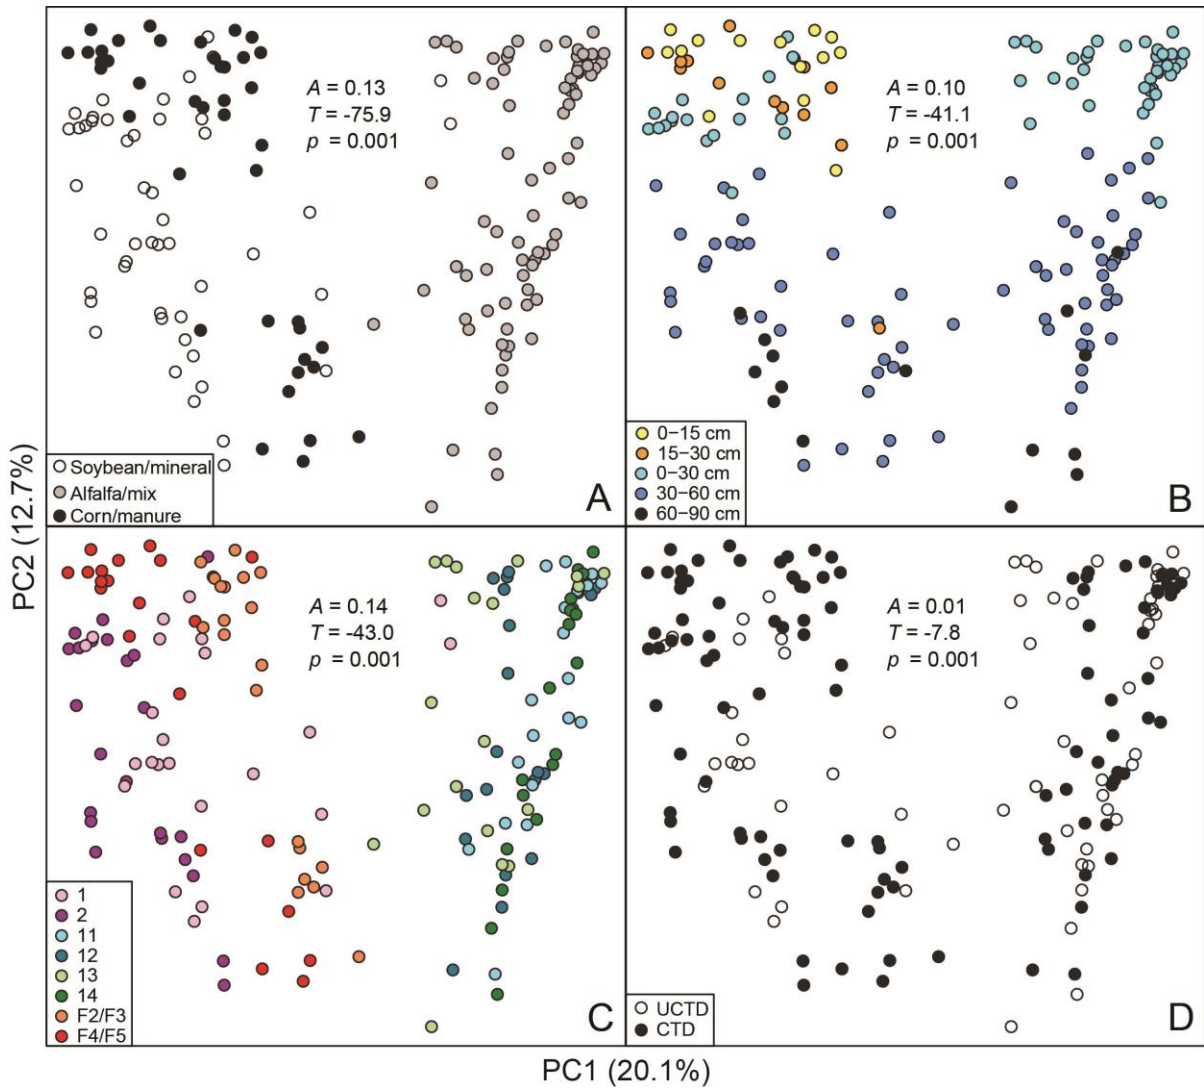 A = 0.13
T = -75.9
p = 0.001
Soybean/mineral
Alfalfa/mix
Corn/manure
A
A = 0.10
T = -41.1
p = 0.001
0–15 cm
15–30 cm
0–30 cm
30–60 cm
60–90 cm
B
A = 0.14
T = -43.0
p = 0.001
1
2
11
12
13
14
F2/F3
F4/F5
C
A = 0.01
T = -7.8
p = 0.001
UCTD
CTD
D
PC2 (12.7%)
PC1 (20.1%)